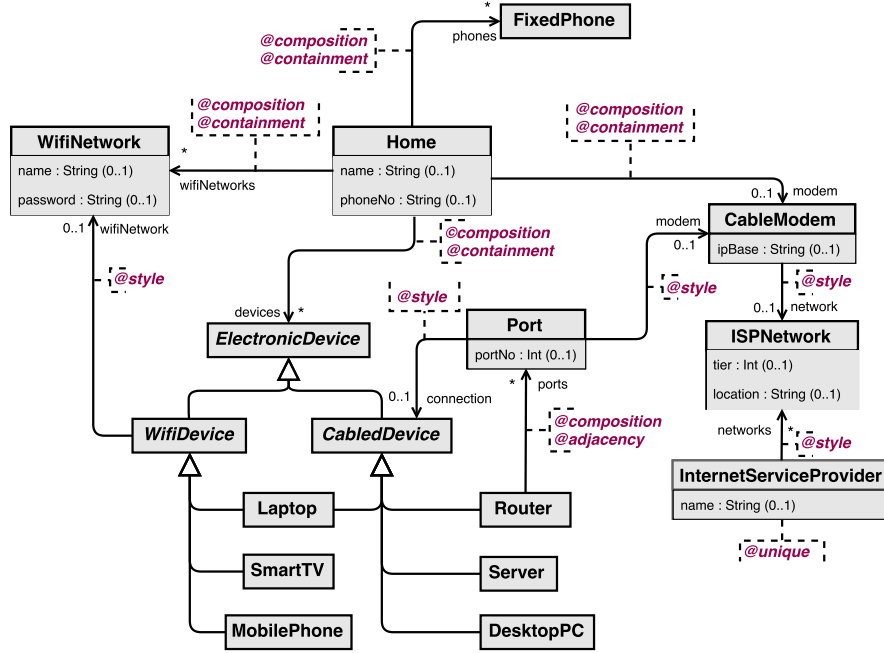 *
FixedPhone
phones
@composition
@containment
@composition
@containment
@composition
@containment
WifiNetwork
name : String (0..1)
password : String (0..1)
*
wifiNetworks
Home
name : String (0..1)
phoneNo : String (0..1)
0..1
modem
CableModem
ipBase : String (0..1)
0..1
wifiNetwork
@style
©composition
@containment
modem
0..1
@style
@style
devices
*
@style
0..1
network
ElectronicDevice
Port
portNo : Int (0..1)
ISPNetwork
tier : Int (0..1)
location : String (0..1)
0..1
connection
*
ports
WifiDevice
CabledDevice
@composition
@adjacency
networks
*
@style
InternetServiceProvider
name : String (0..1)
@unique
Laptop
Router
SmartTV
Server
MobilePhone
DesktopPC